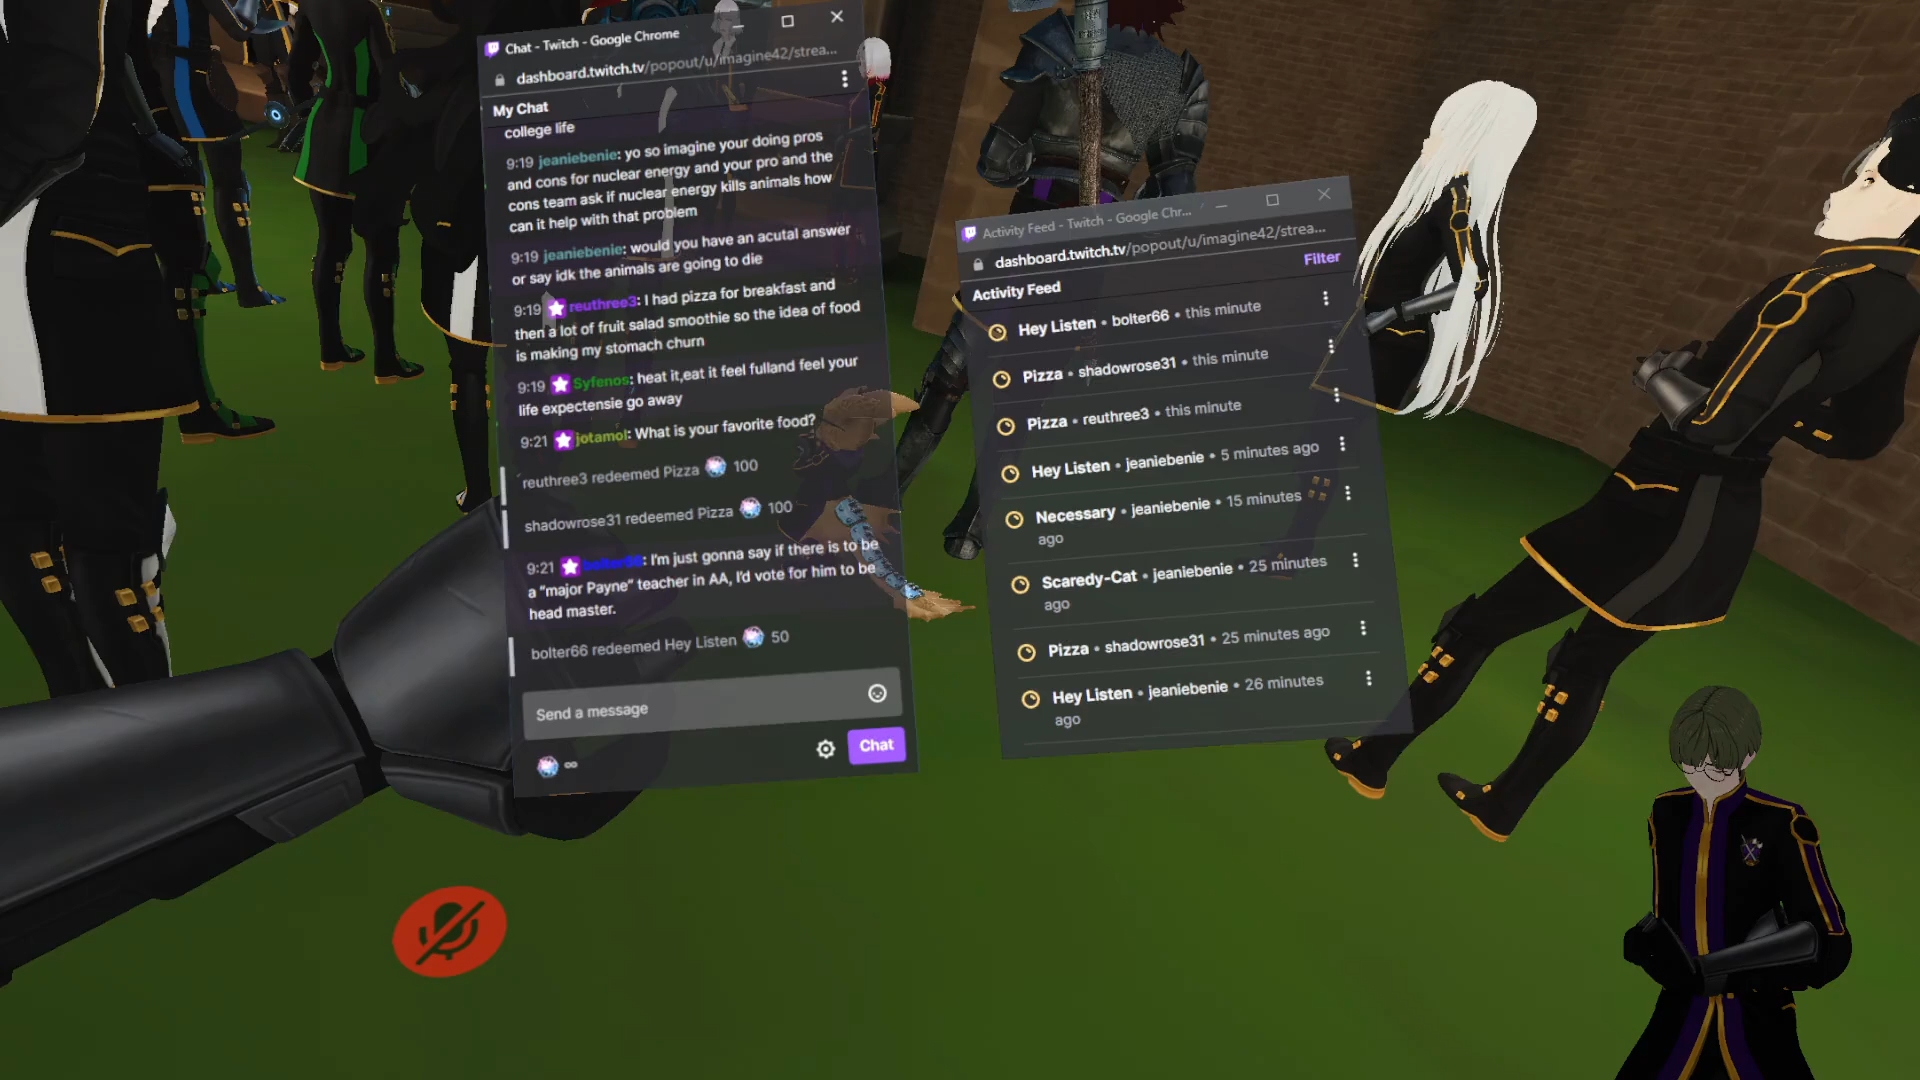 Chat - Twitch - Google Chrome
dashboard.twitch.tv/popout/u/imagine42/strea...
My Chat
college life
9:19 jeaniebenie: yo so imagine your doing pros
and cons for nuclear energy and your pro and the
cons team ask if nuclear energy kills animals how
can it help with that problem
9:19 jeaniebenie: would you have an acutal answer
or say idk the animals are going to die
9:19 reuthree3: I had pizza for breakfast and
then a lot of fruit salad smoothie so the idea of food
is making my stomach churn
9:19 Syfenos: heat it,eat it feel fulland feel your
life expectensie go away
9:21 jotamol: What is your favorite food?
reuthree3 redeemed Pizza 100
shadowrose31 redeemed Pizza 100
9:21 bolter66: I'm just gonna say if there is to be
a "major Payne" teacher in AA, I'd vote for him to be
head master.
bolter66 redeemed Hey Listen 50
Send a message
∞
Chat
Activity Feed - Twitch - Google Chr...
dashboard.twitch.tv/popout/u/imagine42/strea...
Filter
Activity Feed
Hey Listen • bolter66 • this minute
Pizza • shadowrose31 • this minute
Pizza • reuthree3 • this minute
Hey Listen • jeaniebenie • 5 minutes ago
Necessary • jeaniebenie • 15 minutes
ago
Scaredy-Cat • jeaniebenie • 25 minutes
ago
Pizza • shadowrose31 • 25 minutes ago
Hey Listen • jeaniebenie • 26 minutes
ago